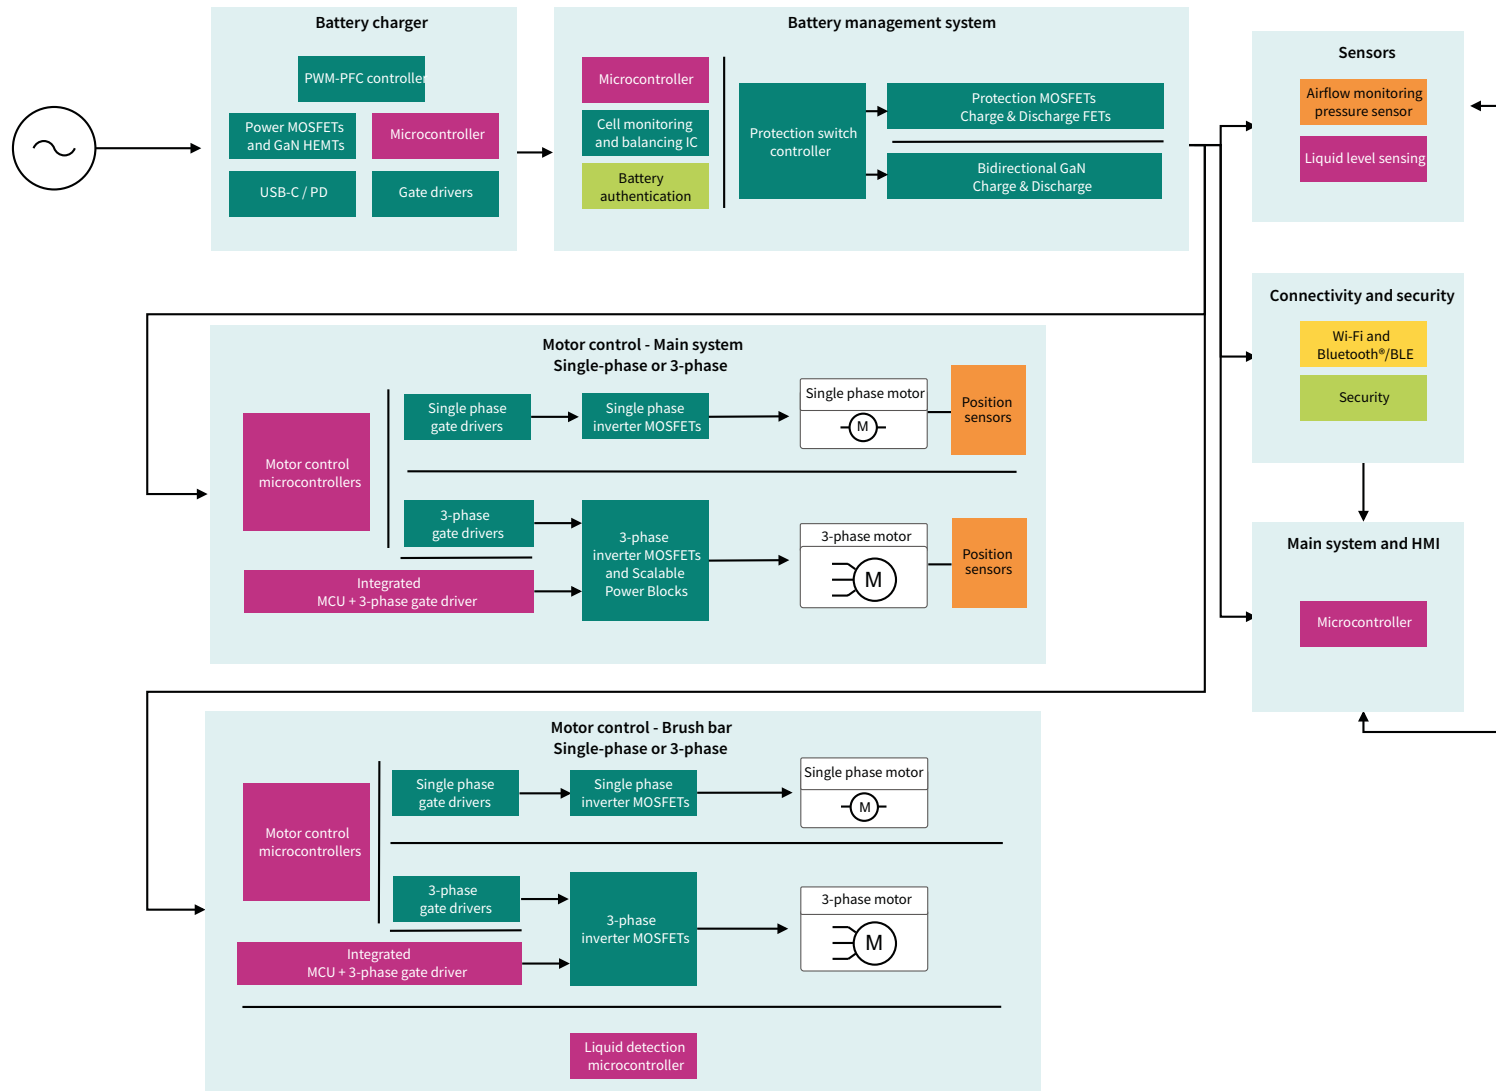 Battery charger
PWM-PFC controller
Power MOSFETs
and GaN HEMTs
Microcontroller
USB-C / PD
Gate drivers
Battery management system
Microcontroller
Cell monitoring
and balancing IC
Battery
authentication
Protection switch
controller
Protection MOSFETs
Charge & Discharge FETs
Bidirectional GaN
Charge & Discharge
Sensors
Airflow monitoring
pressure sensor
Liquid level sensing
Connectivity and security
Wi-Fi and
Bluetooth®/BLE
Security
Main system and HMI
Microcontroller
Motor control - Main system
Single-phase or 3-phase
Motor control
microcontrollers
Single phase
gate drivers
Single phase
inverter MOSFETs
Single phase motor
M
Position
sensors
3-phase
gate drivers
Integrated
MCU + 3-phase gate driver
3-phase
inverter MOSFETs
and Scalable
Power Blocks
3-phase motor
M
Position
sensors
Motor control - Brush bar
Single-phase or 3-phase
Motor control
microcontrollers
Single phase
gate drivers
Single phase
inverter MOSFETs
Single phase motor
M
3-phase
gate drivers
Integrated
MCU + 3-phase gate driver
3-phase
inverter MOSFETs
3-phase motor
M
Liquid detection
microcontroller